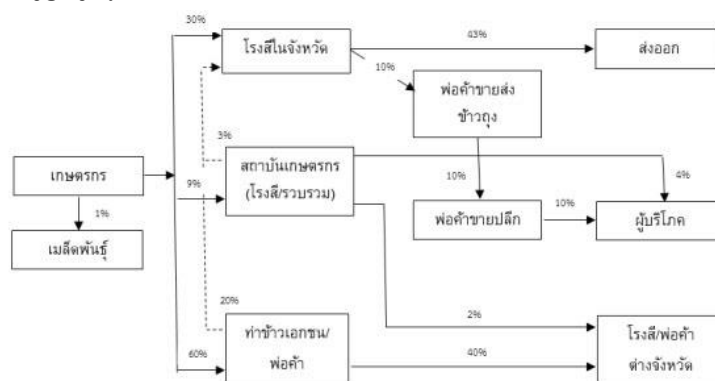 30%
โรงสีในจังหวัด
43%
ส่งออก
10%
พ่อค้าขายส่ง
ข้าวถุง
3%
สถาบันเกษตรกร
(โรงสี/รวบรวม)
เกษตรกร
9%
10%
4%
1%
พ่อค้าขายปลีก
10%
ผู้บริโภค
เมล็ดพันธุ์
20%
ท่าข้าวเอกชน/
พ่อค้า
2%
โรงสี/พ่อค้า
ต่างจังหวัด
60%
40%